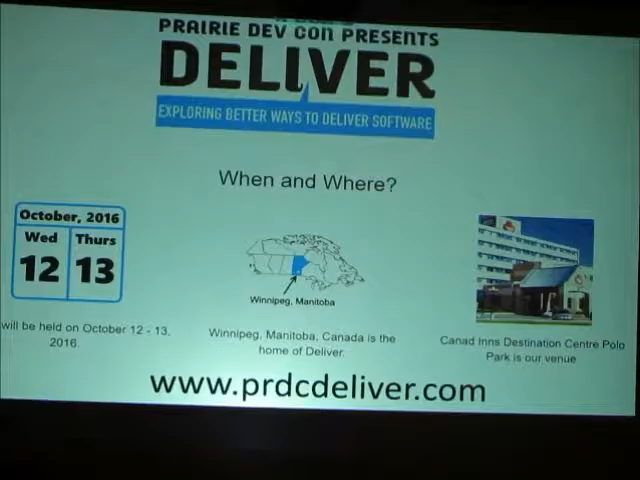 PRAIRIE DEV CON PRESENTS
DELIVER
EXPLORING BETTER WAYS TO DELIVER SOFTWARE
When and Where?
October, 2016
Wed Thurs
12 13
Winnipeg, Manitoba
will be held on October 12 - 13,
2016.
Winnipeg, Manitoba, Canada is the
home of Deliver.
Canad Inns Destination Centre Polo
Park is our venue
www.prdcdeliver.com